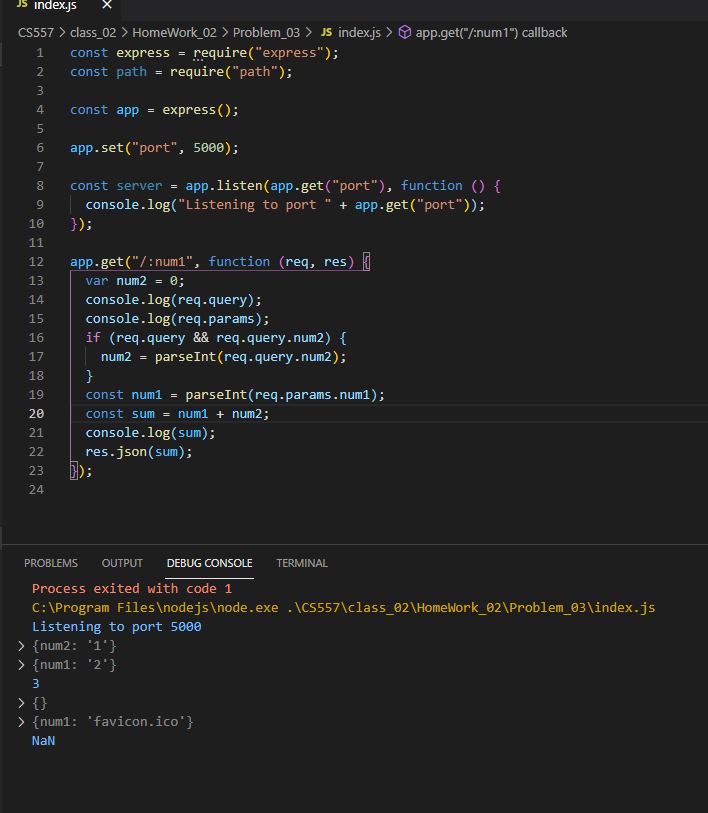 JS index.js ×
CS557 > class_02 > HomeWork_02 > Problem_03 > JS index.js > app.get("/:num1") callback
1 const express = require("express");
2 const path = require("path");
3
4 const app = express();
5
6 app.set("port", 5000);
7
8 const server = app.listen(app.get("port"), function () {
9 console.log("Listening to port " + app.get("port"));
10 });
11
12 app.get("/:num1", function (req, res) {
13 var num2 = 0;
14 console.log(req.query);
15 console.log(req.params);
16 if (req.query && req.query.num2) {
17 num2 = parseInt(req.query.num2);
18 }
19 const num1 = parseInt(req.params.num1);
20 const sum = num1 + num2;
21 console.log(sum);
22 res.json(sum);
23 });
24
PROBLEMS OUTPUT DEBUG CONSOLE TERMINAL
Process exited with code 1
C:\Program Files\nodejs\node.exe .\CS557\class_02\HomeWork_02\Problem_03\index.js
Listening to port 5000
> {num2: '1'}
> {num1: '2'}
3
> {}
> {num1: 'favicon.ico'}
NaN